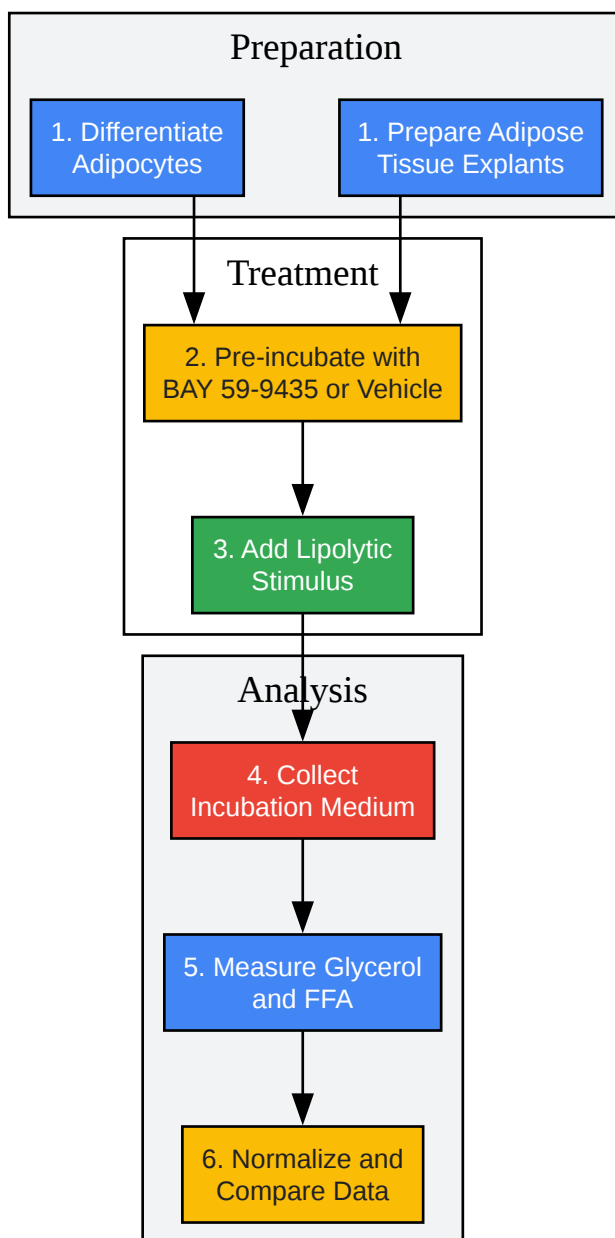 Preparation
1. Differentiate
Adipocytes
1. Prepare Adipose
Tissue Explants
Treatment
2. Pre-incubate with
BAY 59-9435 or Vehicle
3. Add Lipolytic
Stimulus
Analysis
4. Collect
Incubation Medium
5. Measure Glycerol
and FFA
6. Normalize and
Compare Data